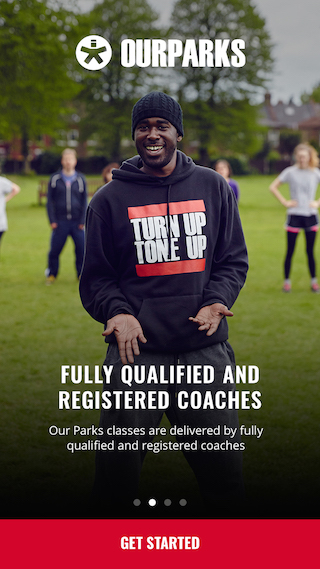 OURPARKS
TURN UP
TONE UP
FULLY QUALIFIED AND
REGISTERED COACHES
Our Parks classes are delivered by fully
qualified and registered coaches
GET STARTED